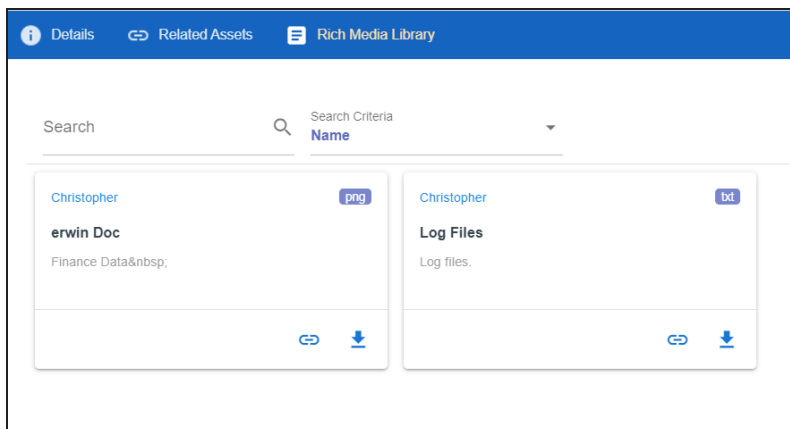 Details Related Assets Rich Media Library
Search
Search Criteria
Name
Christopher png
erwin Doc
Finance Data&nbsp;
Christopher txt
Log Files
Log files.